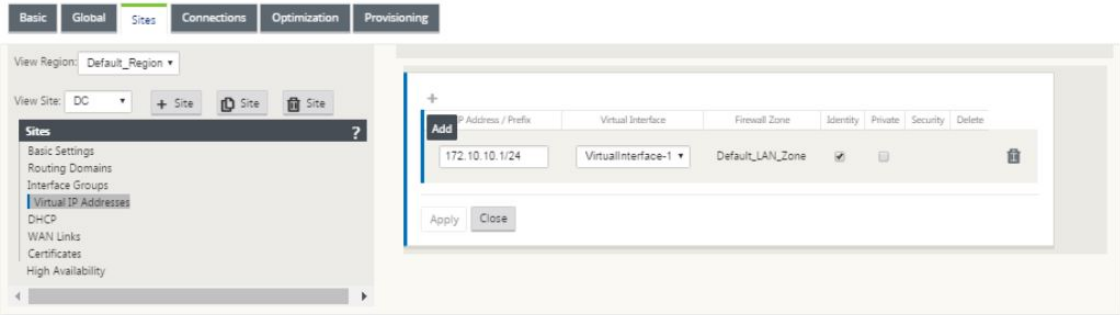 Basic Global Sites Connections Optimization Provisioning
View Region: Default_Region
View Site: DC + Site Site Site
Sites ?
Basic Settings
Routing Domains
Interface Groups
Virtual IP Addresses
DHCP
WAN Links
Certificates
High Availability
+
Add P Address / Prefix Virtual Interface Firewall Zone Identity Private Security Delete
172.10.10.1/24 VirtualInterface-1 Default_LAN_Zone
Apply Close